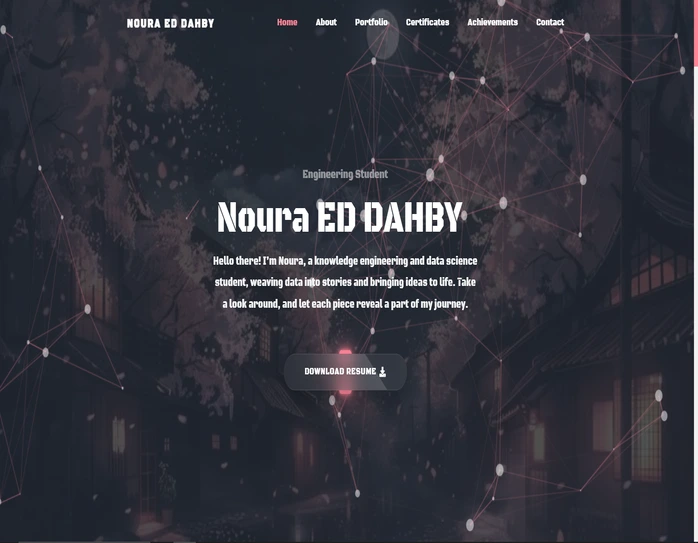 NOURA ED DAHBY
Home About Portfolio Certificates Achievements Contact
Engineering Student
Noura ED DAHBY
Hello there! I'm Noura, a knowledge engineering and data science
student, weaving data into stories and bringing ideas to life. Take
a look around, and let each piece reveal a part of my journey.
DOWNLOAD RESUME